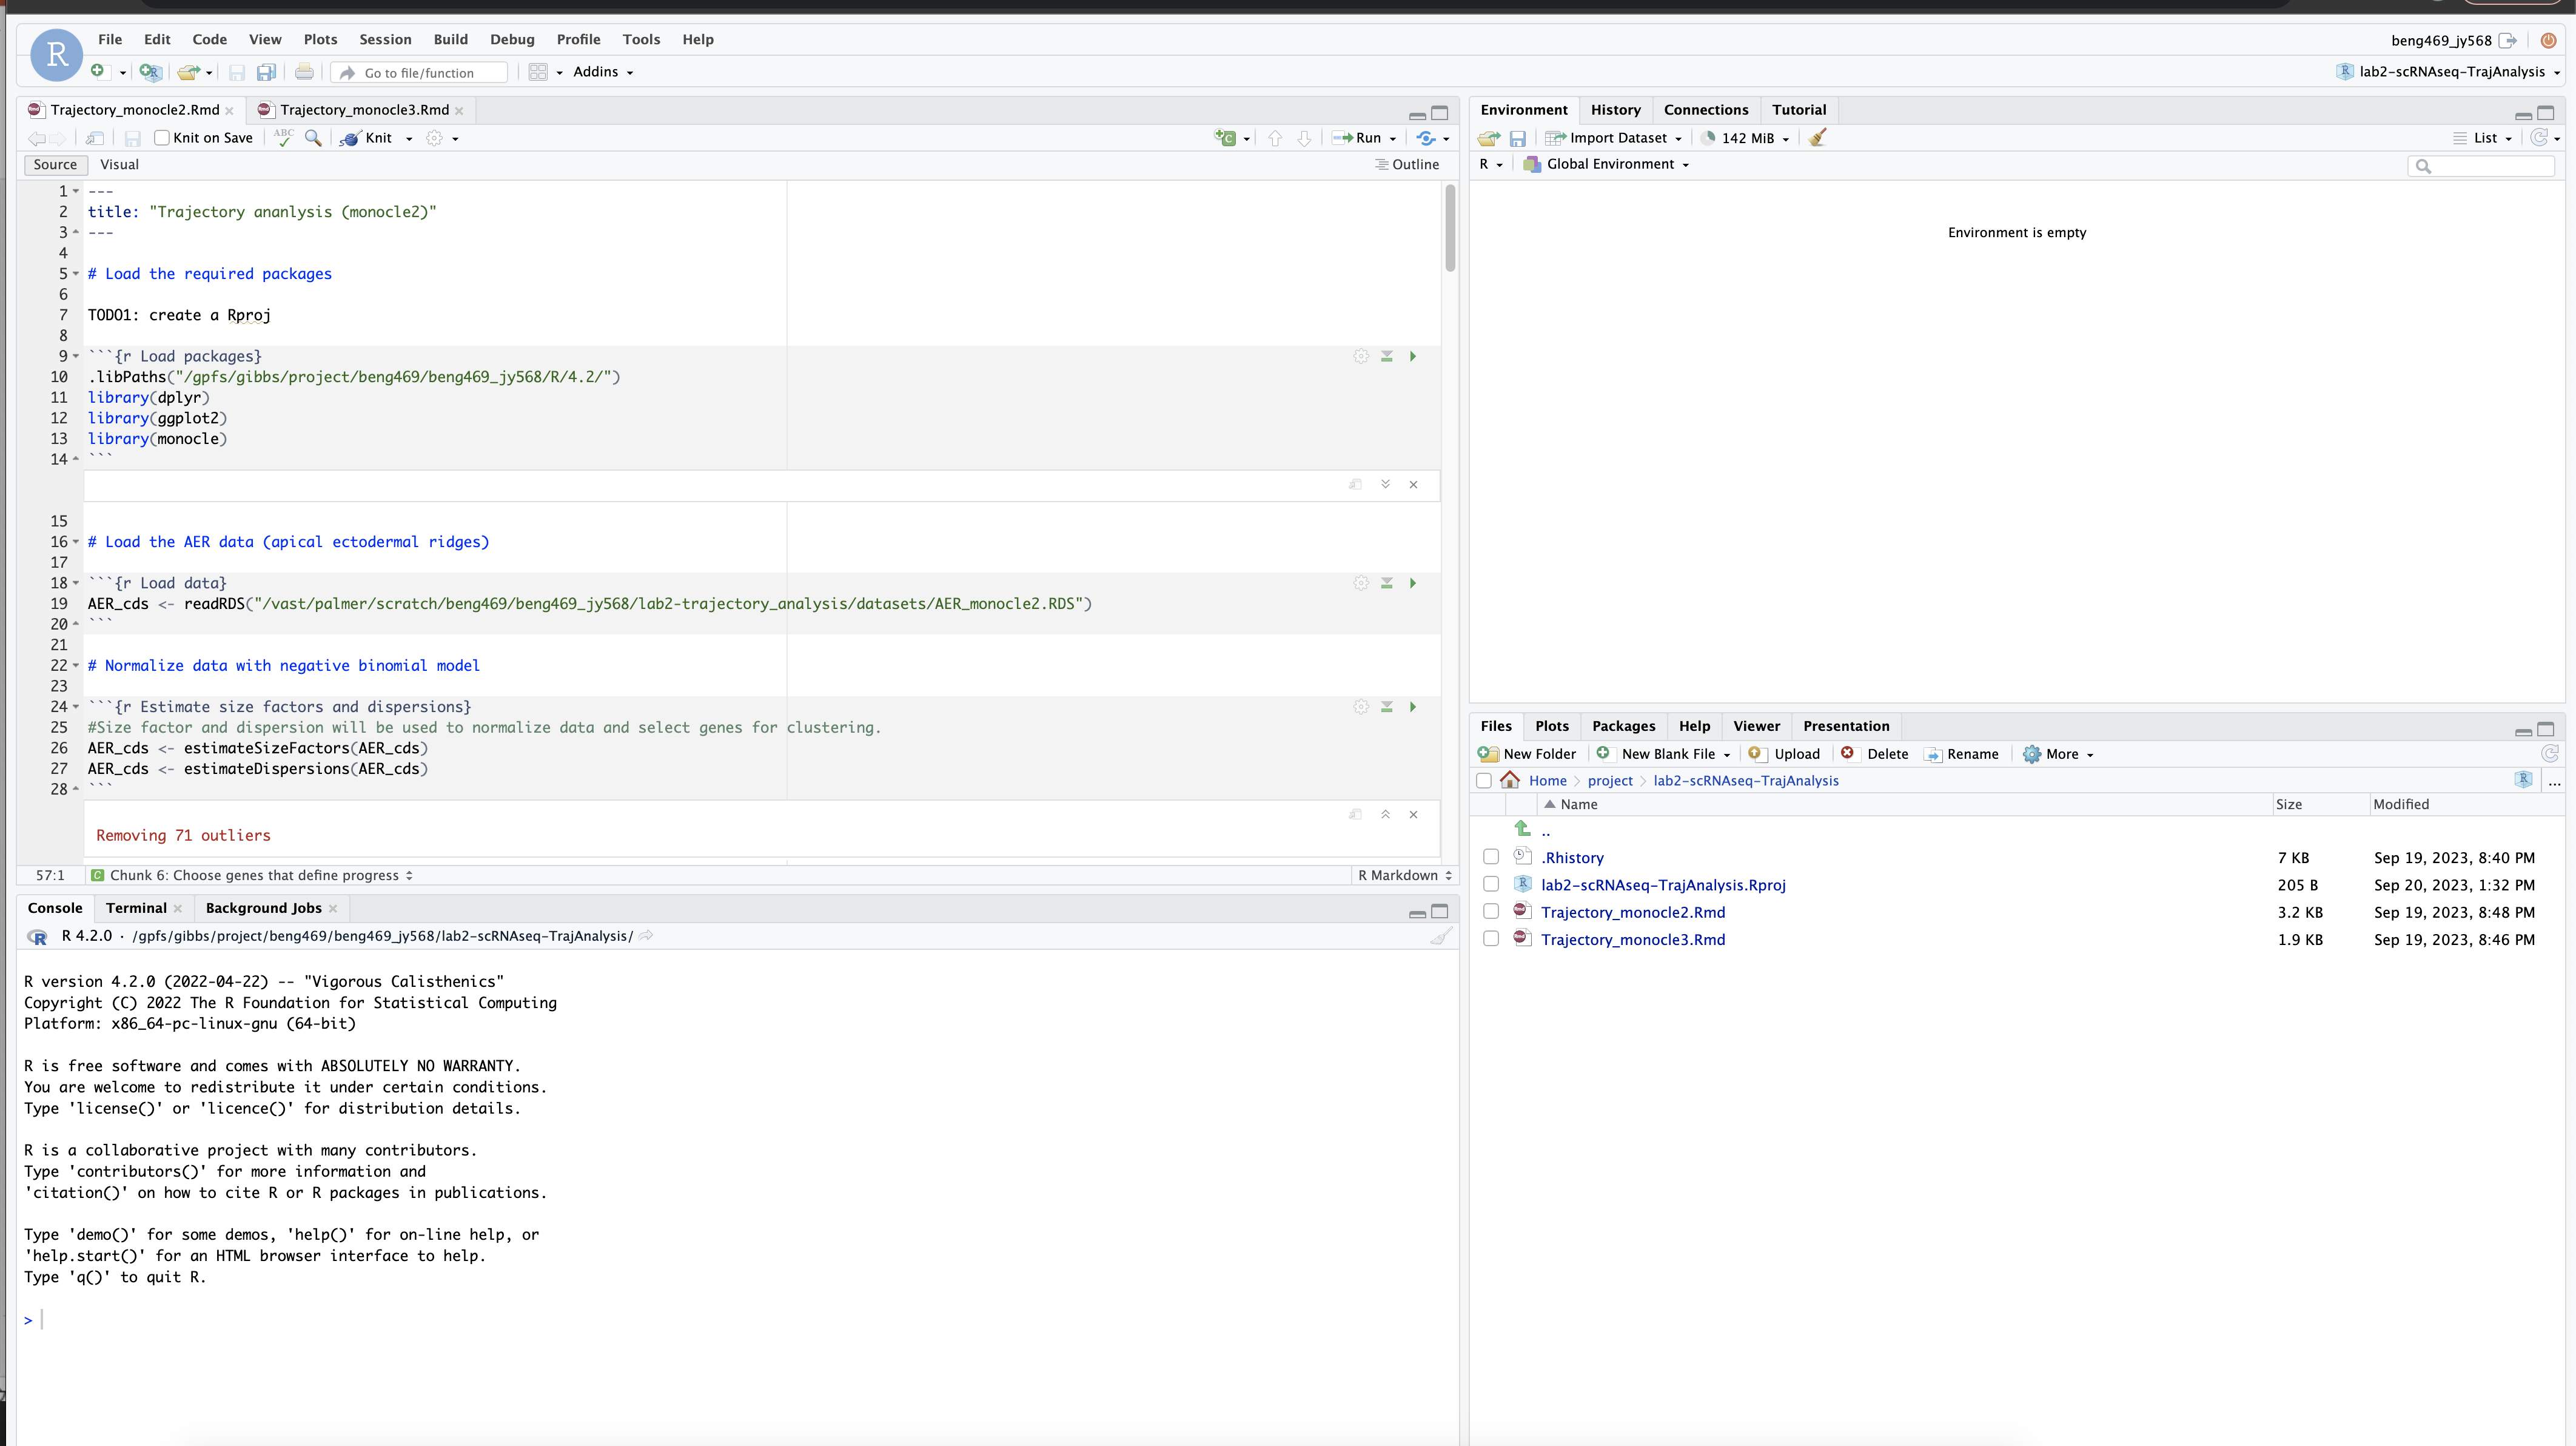 R File Edit Code View Plots Session Build Debug Profile Tools Help beng469_jy568
Go to file/function Addins lab2-scRNAseq-TrajAnalysis
Trajectory_monocle2.Rmd Trajectory_monocle3.Rmd
Knit on Save ABC Knit Run
Source Visual Outline
1 ---
2 title: "Trajectory ananlysis (monocle2)"
3 ---
4
5 # Load the required packages
6
7 TODO1: create a Rproj
8
9 ```{r Load packages}
10 .libPaths("/gpfs/gibbs/project/beng469/beng469_jy568/R/4.2/")
11 library(dplyr)
12 library(ggplot2)
13 library(monocle)
14 ```
15
16 # Load the AER data (apical ectodermal ridges)
17
18 ```{r Load data}
19 AER_cds <- readRDS("/vast/palmer/scratch/beng469/beng469_jy568/lab2-trajectory_analysis/datasets/AER_monocle2.RDS")
20 ```
21
22 # Normalize data with negative binomial model
23
24 ```{r Estimate size factors and dispersions}
25 #Size factor and dispersion will be used to normalize data and select genes for clustering.
26 AER_cds <- estimateSizeFactors(AER_cds)
27 AER_cds <- estimateDispersions(AER_cds)
28 ```
Removing 71 outliers
57:1 C Chunk 6: Choose genes that define progress R Markdown
Console Terminal Background Jobs
R R 4.2.0 · /gpfs/gibbs/project/beng469/beng469_jy568/lab2-scRNAseq-TrajAnalysis/
R version 4.2.0 (2022-04-22) -- "Vigorous Calisthenics"
Copyright (C) 2022 The R Foundation for Statistical Computing
Platform: x86_64-pc-linux-gnu (64-bit)
R is free software and comes with ABSOLUTELY NO WARRANTY.
You are welcome to redistribute it under certain conditions.
Type 'license()' or 'licence()' for distribution details.
R is a collaborative project with many contributors.
Type 'contributors()' for more information and
'citation()' on how to cite R or R packages in publications.
Type 'demo()' for some demos, 'help()' for on-line help, or
'help.start()' for an HTML browser interface to help.
Type 'q()' to quit R.
>
Environment History Connections Tutorial
Import Dataset 142 MiB List
R Global Environment
Environment is empty
Files Plots Packages Help Viewer Presentation
New Folder New Blank File Upload Delete Rename More
Home project lab2-scRNAseq-TrajAnalysis R ...
Name Size Modified
..
.Rhistory 7 KB Sep 19, 2023, 8:40 PM
lab2-scRNAseq-TrajAnalysis.Rproj 205 B Sep 20, 2023, 1:32 PM
Trajectory_monocle2.Rmd 3.2 KB Sep 19, 2023, 8:48 PM
Trajectory_monocle3.Rmd 1.9 KB Sep 19, 2023, 8:46 PM